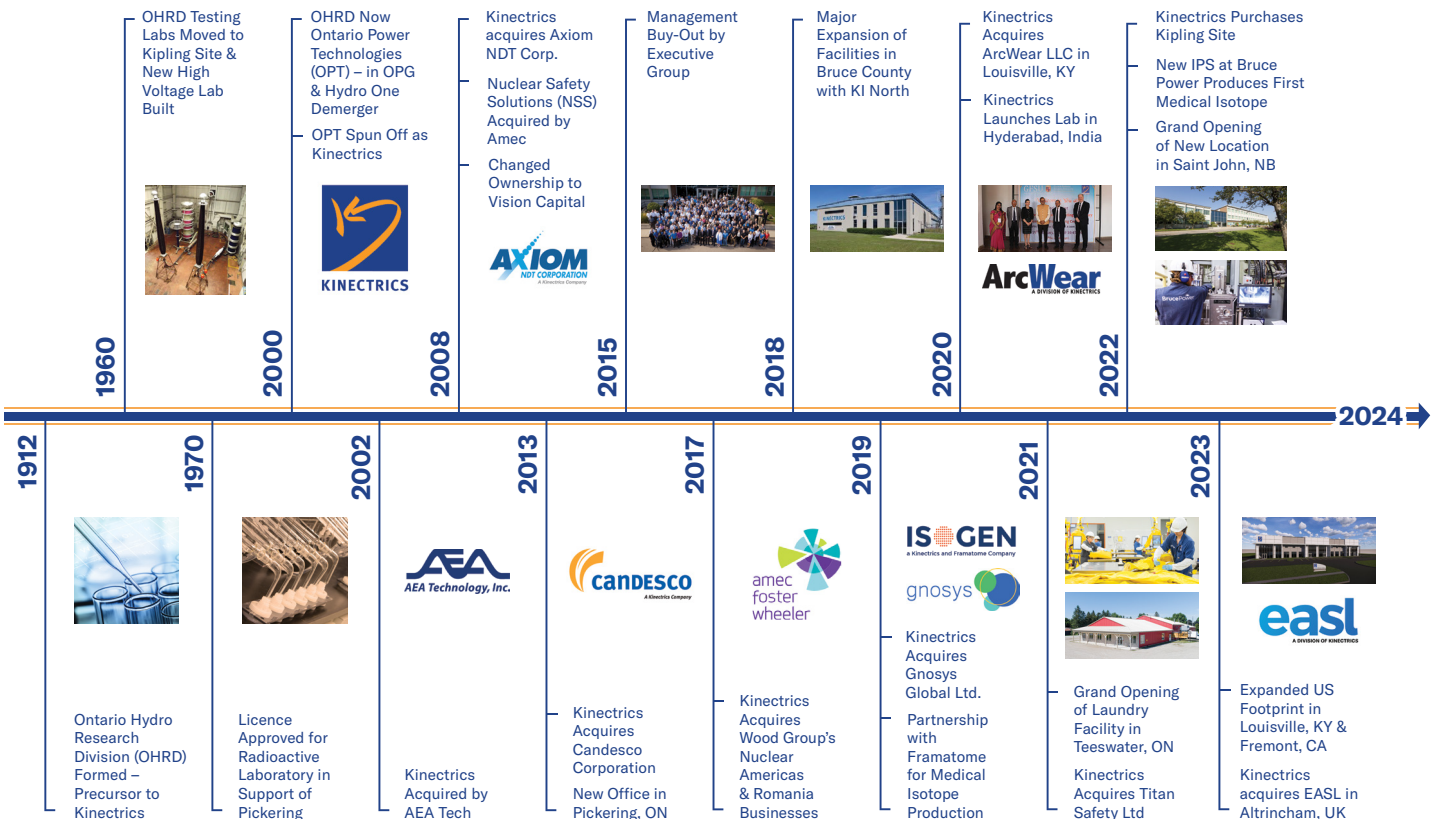 OHRD Testing
Labs Moved to
Kipling Site &
New High
Voltage Lab
Built
1960
OHRD Now
Ontario Power
Technologies
(OPT) – in OPG
& Hydro One
Demerger
OPT Spun Off as
Kinectrics
KINECTRICS
2000
Kinectrics
acquires Axiom
NDT Corp.
Nuclear Safety
Solutions (NSS)
Acquired by
Amec
Changed
Ownership to
Vision Capital
AXIOM
NDT CORPORATION
A Kinectrics Company
2008
Management
Buy-Out by
Executive
Group
2015
Major
Expansion of
Facilities in
Bruce County
with KI North
KINECTRICS
2018
Kinectrics
Acquires
ArcWear LLC in
Louisville, KY
Kinectrics
Launches Lab in
Hyderabad, India
ArcWear
A DIVISION OF KINECTRICS
2020
Kinectrics Purchases
Kipling Site
New IPS at Bruce
Power Produces First
Medical Isotope
Grand Opening
of New Location
in Saint John, NB
BrucePower
2022
2024
1912
Ontario Hydro
Research
Division (OHRD)
Formed –
Precursor to
Kinectrics
1970
Licence
Approved for
Radioactive
Laboratory in
Support of
Pickering
2002
AEA
AEA Technology, Inc.
Kinectrics
Acquired by
AEA Tech
2013
CANDESCO
A Kinectrics Company
Kinectrics
Acquires
Candesco
Corporation
New Office in
Pickering, ON
2017
amec
foster
wheeler
Kinectrics
Acquires
Wood Group's
Nuclear
Americas
& Romania
Businesses
2019
ISOGEN
a Kinectrics and Framatome Company
gnosys
Kinectrics
Acquires
Gnosys
Global Ltd.
Partnership
with
Framatome
for Medical
Isotope
Production
2021
Grand Opening
of Laundry
Facility in
Teeswater, ON
Kinectrics
Acquires Titan
Safety Ltd
2023
easl
A DIVISION OF KINECTRICS
Expanded US
Footprint in
Louisville, KY &
Fremont, CA
Kinectrics
acquires EASL in
Altrincham, UK